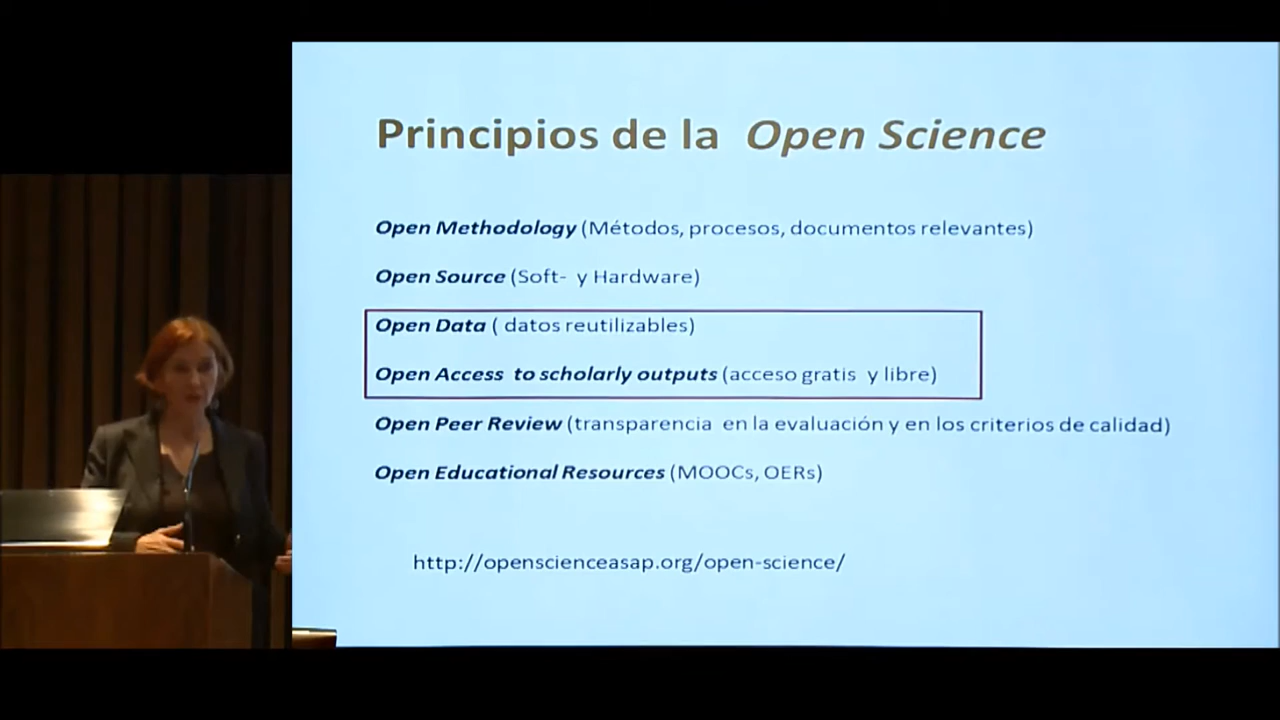 Principios de la Open Science
Open Methodology (Métodos, procesos, documentos relevantes)
Open Source (Soft- y Hardware)
Open Data ( datos reutilizables)
Open Access to scholarly outputs (acceso gratis y libre)
Open Peer Review (transparencia en la evaluación y en los criterios de calidad)
Open Educational Resources (MOOCs, OERs)
http://openscienceasap.org/open-science/